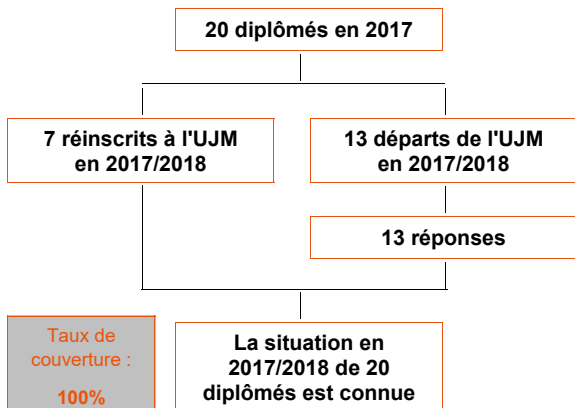 20 diplômés en 2017
7 réinscrits à l'UJM
en 2017/2018
13 départs de l'UJM
en 2017/2018
13 réponses
Taux de
couverture :
100%
La situation en
2017/2018 de 20
diplômés est connue